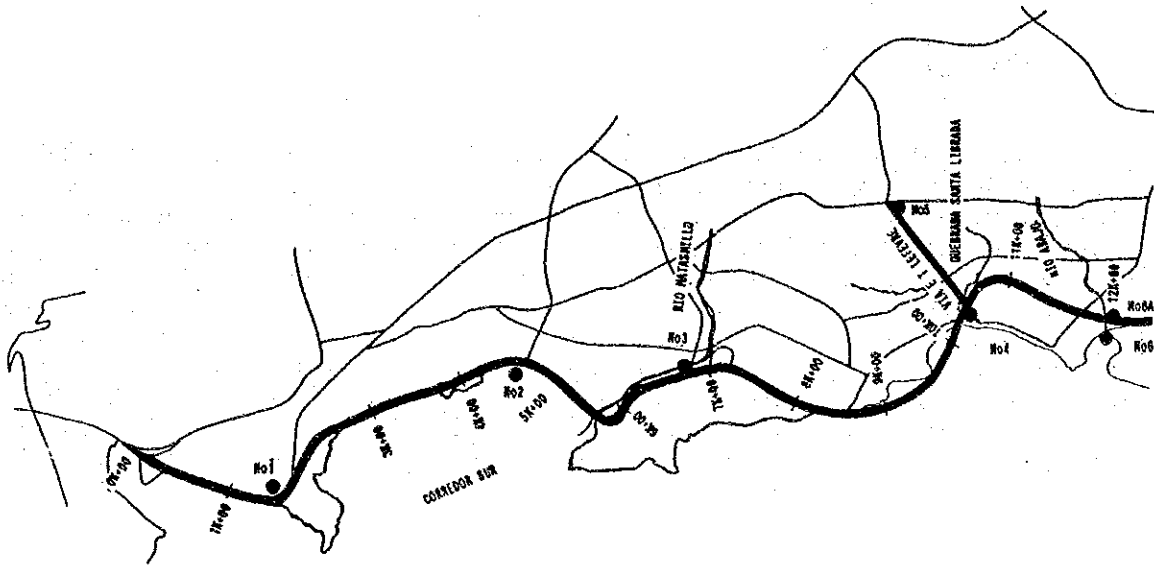 0K+00
1K+00
No1
3K+00
4K+00
No2
5K+00
CORREDOR SUR
6K+00
No3
RIO MATASNILLO
7K+00
8K+00
9K+00
10K+00
VIA E T LEFEVRE
No5
QUEBRADA SANTA LIBRADA
No4
11K+00
RIO ABAJO
12K+00
No6A
No6